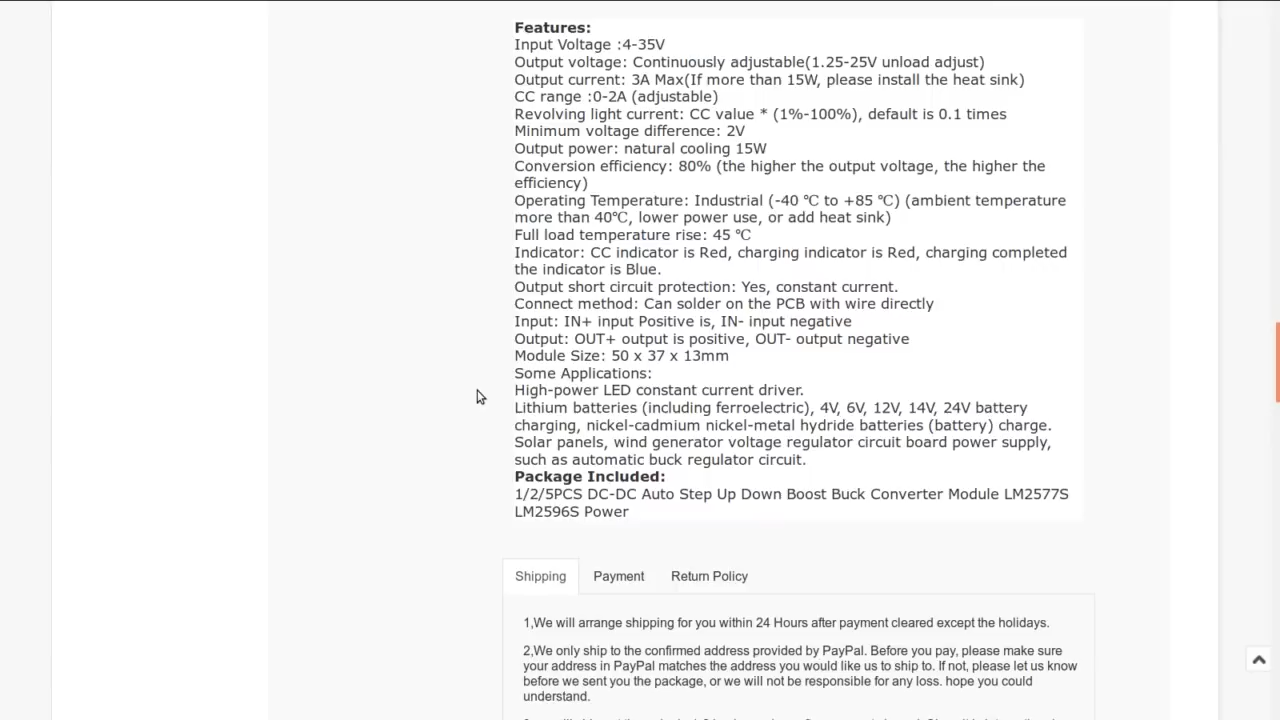 Features:
Input Voltage :4-35V
Output voltage: Continuously adjustable(1.25-25V unload adjust)
Output current: 3A Max(If more than 15W, please install the heat sink)
CC range :0-2A (adjustable)
Revolving light current: CC value * (1%-100%), default is 0.1 times
Minimum voltage difference: 2V
Output power: natural cooling 15W
Conversion efficiency: 80% (the higher the output voltage, the higher the
efficiency)
Operating Temperature: Industrial (-40 ℃ to +85 ℃) (ambient temperature
more than 40℃, lower power use, or add heat sink)
Full load temperature rise: 45 ℃
Indicator: CC indicator is Red, charging indicator is Red, charging completed
the indicator is Blue.
Output short circuit protection: Yes, constant current.
Connect method: Can solder on the PCB with wire directly
Input: IN+ input Positive is, IN- input negative
Output: OUT+ output is positive, OUT- output negative
Module Size: 50 x 37 x 13mm
Some Applications:
High-power LED constant current driver.
Lithium batteries (including ferroelectric), 4V, 6V, 12V, 14V, 24V battery
charging, nickel-cadmium nickel-metal hydride batteries (battery) charge.
Solar panels, wind generator voltage regulator circuit board power supply,
such as automatic buck regulator circuit.
Package Included:
1/2/5PCS DC-DC Auto Step Up Down Boost Buck Converter Module LM2577S
LM2596S Power
Shipping Payment Return Policy
1,We will arrange shipping for you within 24 Hours after payment cleared except the holidays.
2,We only ship to the confirmed address provided by PayPal. Before you pay, please make sure
your address in PayPal matches the address you would like us to ship to. If not, please let us know
before we sent you the package, or we will not be responsible for any loss. hope you could
understand.